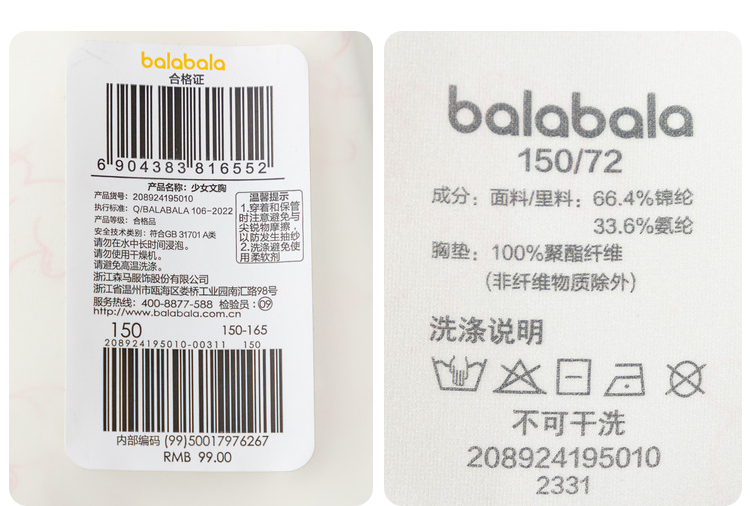 balabala
合格证
6 904383 816552
产品名称：少女文胸
产品货号：208924195010
执行标准：Q/BALABALA 106-2022
产品等级：合格品
安全技术类别：符合GB 31701 A类
请勿在水中长时间浸泡。
请勿使用干燥机。
请避免高温洗涤。
温馨提示
1.穿着和保管
时注意避免与
尖锐物摩擦，
以防发生抽纱
2.洗涤避免使
用柔软剂
浙江森马服饰股份有限公司
浙江省温州市瓯海区娄桥工业园南汇路98号
服务热线：400-8877-588 检验员：09
http://www.balabala.com.cn
150 150-165
208924195010-00311 150
内部编码 (99)50017976267
RMB 99.00
balabala
150/72
成分：面料/里料：66.4%锦纶
33.6%氨纶
胸垫：100%聚酯纤维
(非纤维物质除外)
洗涤说明
不可干洗
208924195010
2331